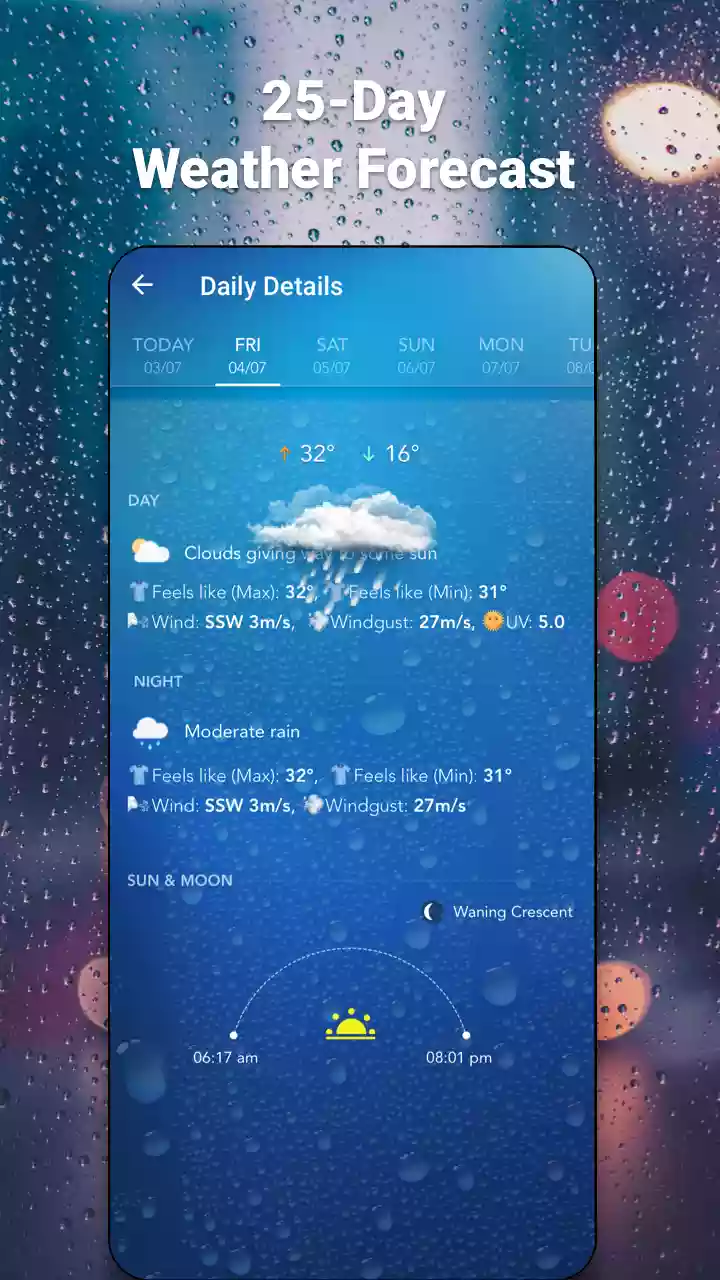 25-Day
Weather Forecast
Daily Details
TODAY FRI SAT SUN MON TU
03/07 04/07 05/07 06/07 07/07 08/0
↑ 32° ↓ 16°
DAY
Clouds giving way to some sun
Feels like (Max): 32°, Feels like (Min): 31°
Wind: SSW 3m/s, Windgust: 27m/s, UV: 5.0
NIGHT
Moderate rain
Feels like (Max): 32°, Feels like (Min): 31°
Wind: SSW 3m/s, Windgust: 27m/s
SUN & MOON
Waning Crescent
06:17 am 08:01 pm